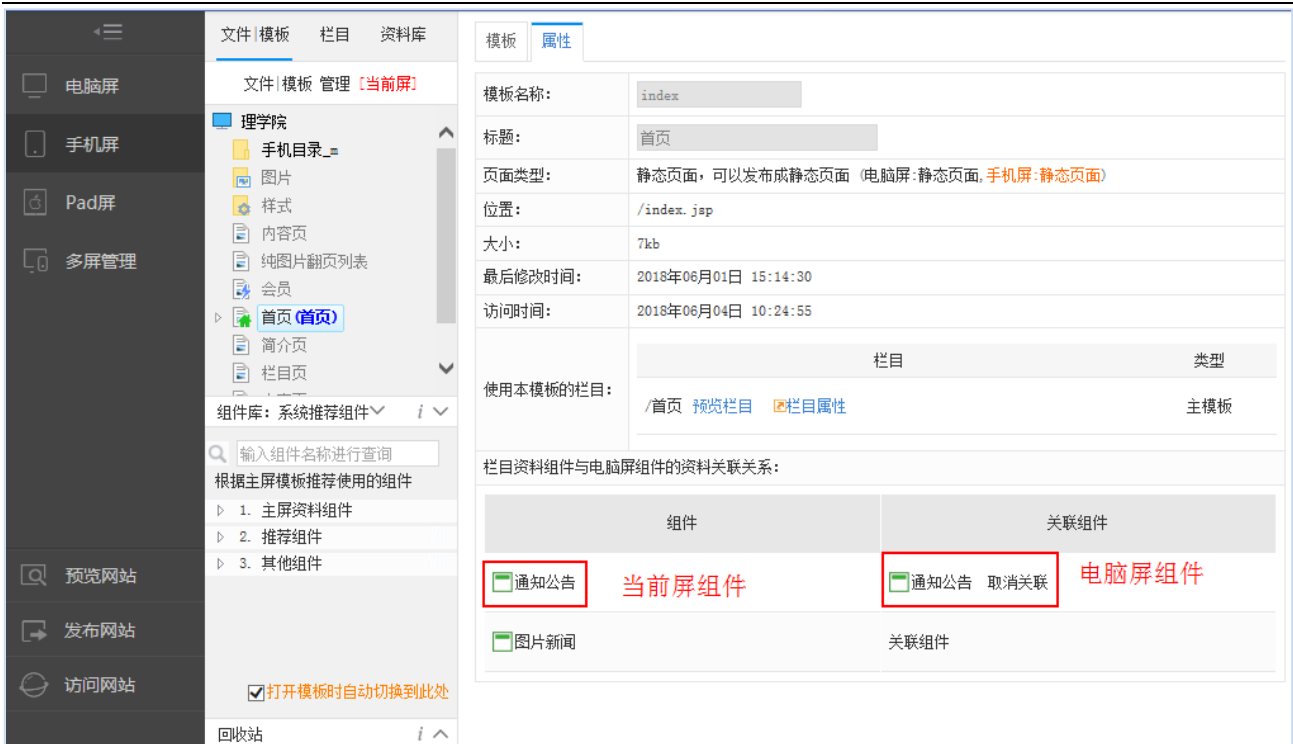 电脑屏
手机屏
Pad屏
多屏管理
预览网站
发布网站
访问网站
文件|模板 栏目 资料库
文件|模板 管理 [当前屏]
理学院
手机目录_m
图片
样式
内容页
纯图片翻页列表
会员
首页(首页)
简介页
栏目页
组件库: 系统推荐组件 i
输入组件名称进行查询
根据主屏模板推荐使用的组件
1. 主屏资料组件
2. 推荐组件
3. 其他组件
打开模板时自动切换到此处
回收站 i
模板 属性
模板名称: index
标题: 首页
页面类型: 静态页面, 可以发布成静态页面 (电脑屏:静态页面,手机屏:静态页面)
位置: /index.jsp
大小: 7kb
最后修改时间: 2018年06月01日 15:14:30
访问时间: 2018年06月04日 10:24:55
栏目 类型
使用本模板的栏目: /首页 预览栏目 栏目属性 主模板
栏目资料组件与电脑屏组件的资料关联关系:
组件 关联组件
通知公告 当前屏组件 通知公告 取消关联 电脑屏组件
图片新闻 关联组件